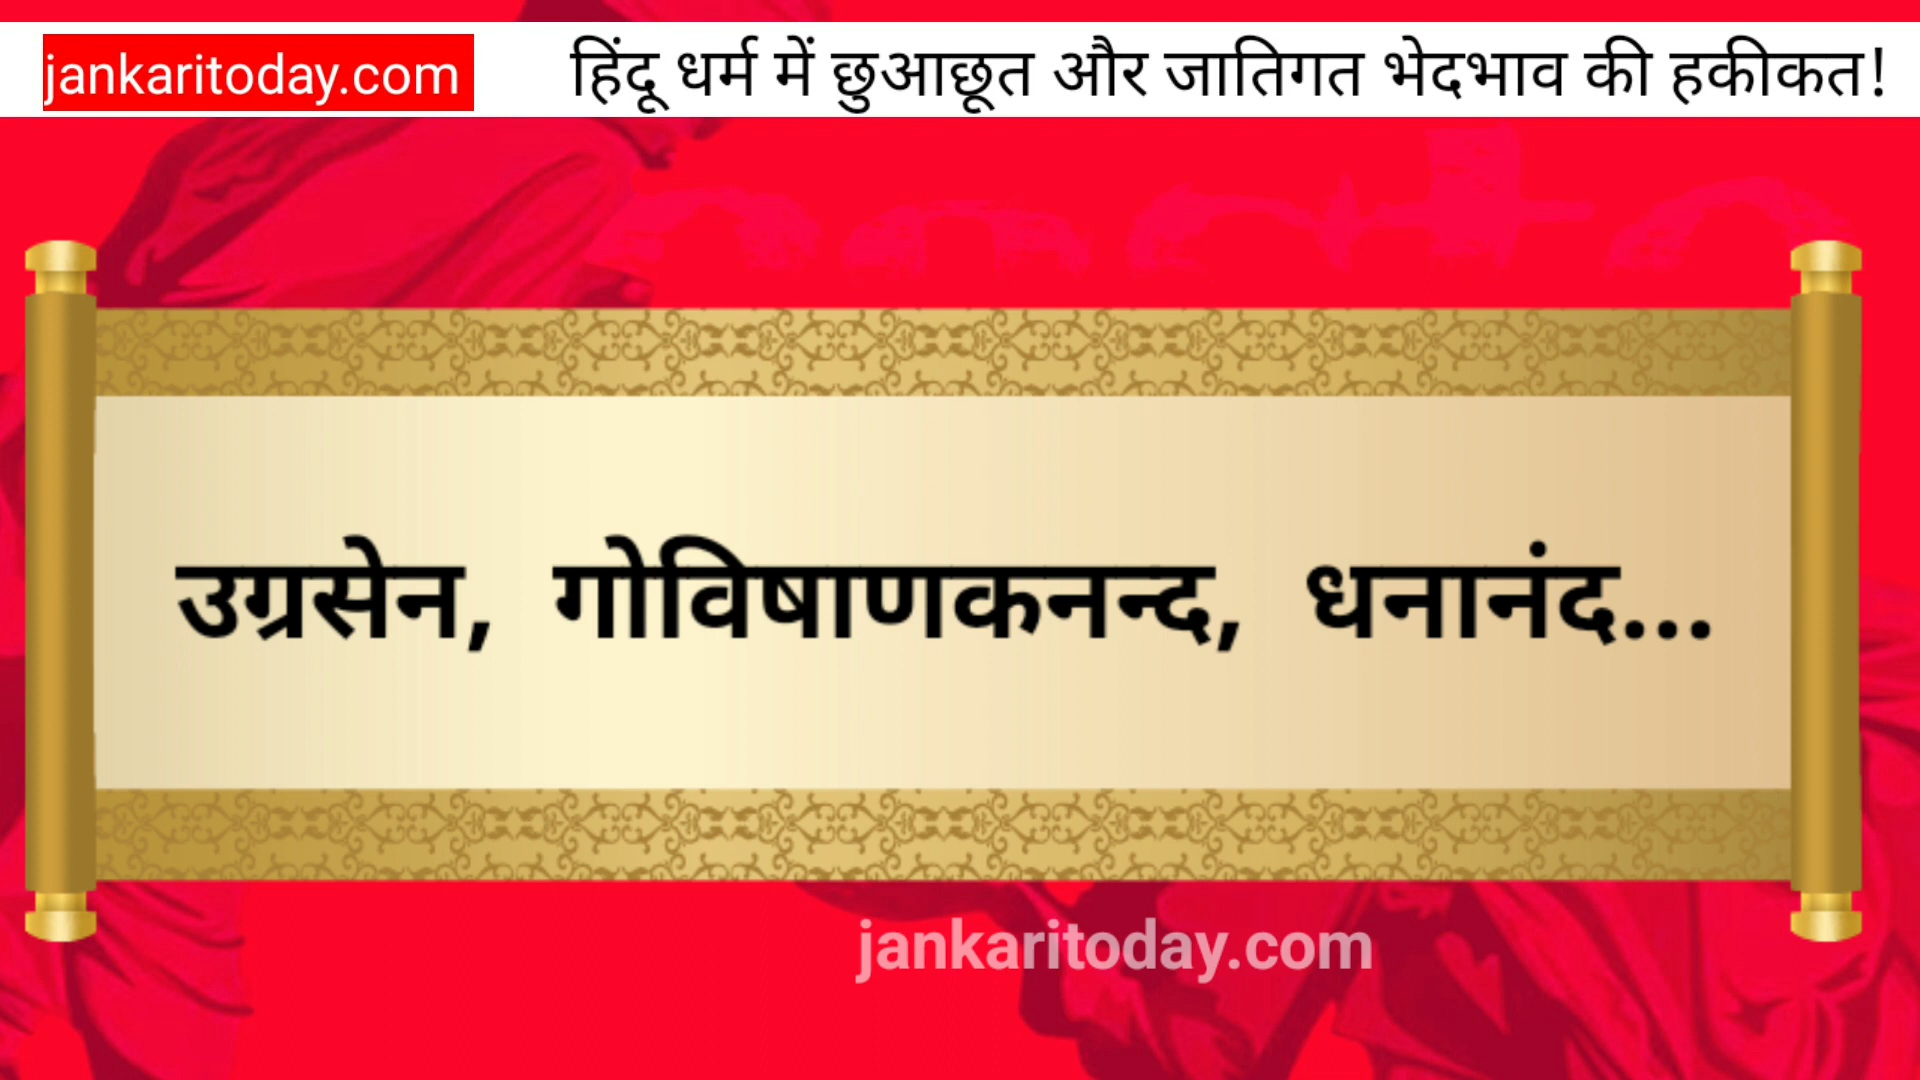 jankaritoday.com हिंदू धर्म में छुआछूत और जातिगत भेदभाव की हकीकत!
उग्रसेन, गोविषाणकनन्द, धनानंद...
jankaritoday.com